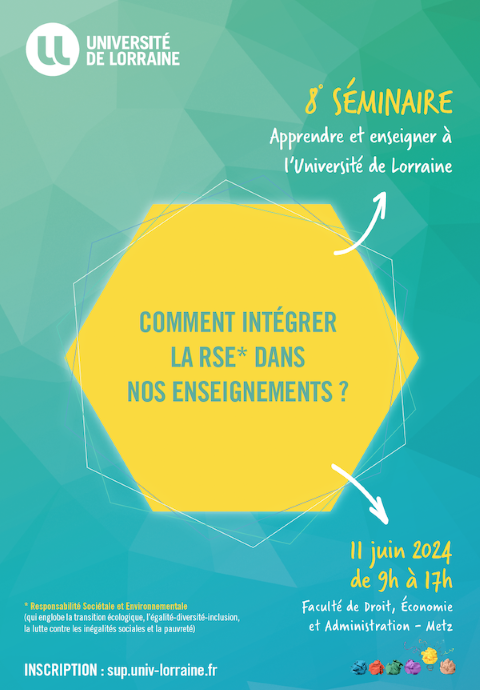 UNIVERSITÉ
DE LORRAINE
8e SÉMINAIRE
Apprendre et enseigner à
l'Université de Lorraine
COMMENT INTÉGRER
LA RSE* DANS
NOS ENSEIGNEMENTS ?
11 juin 2024
de 9h à 17h
Faculté de Droit, Économie
et Administration - Metz
* Responsabilité Sociétale et Environnementale
(qui englobe la transition écologique, l'égalité-diversité-inclusion,
la lutte contre les inégalités sociales et la pauvreté)
INSCRIPTION : sup.univ-lorraine.fr